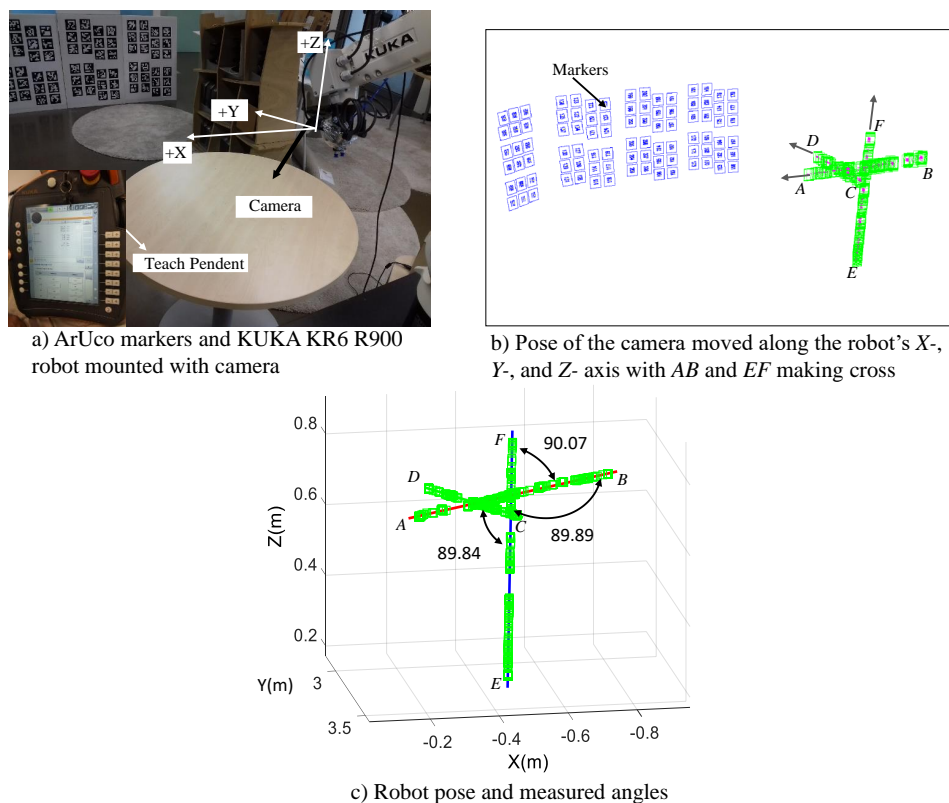 +Z
KUKA
+Y
+X
Camera
Teach Pendent
a) ArUco markers and KUKA KR6 R900
robot mounted with camera
Markers
F
D
A
C
B
E
b) Pose of the camera moved along the robot's X-,
Y-, and Z- axis with AB and EF making cross
0.8
F
90.07
D
B
0.6
A
C
Z(m)
89.84
89.89
0.4
0.2
E
Y(m)
3
3.5
-0.2
-0.4
-0.6
-0.8
X(m)
c) Robot pose and measured angles